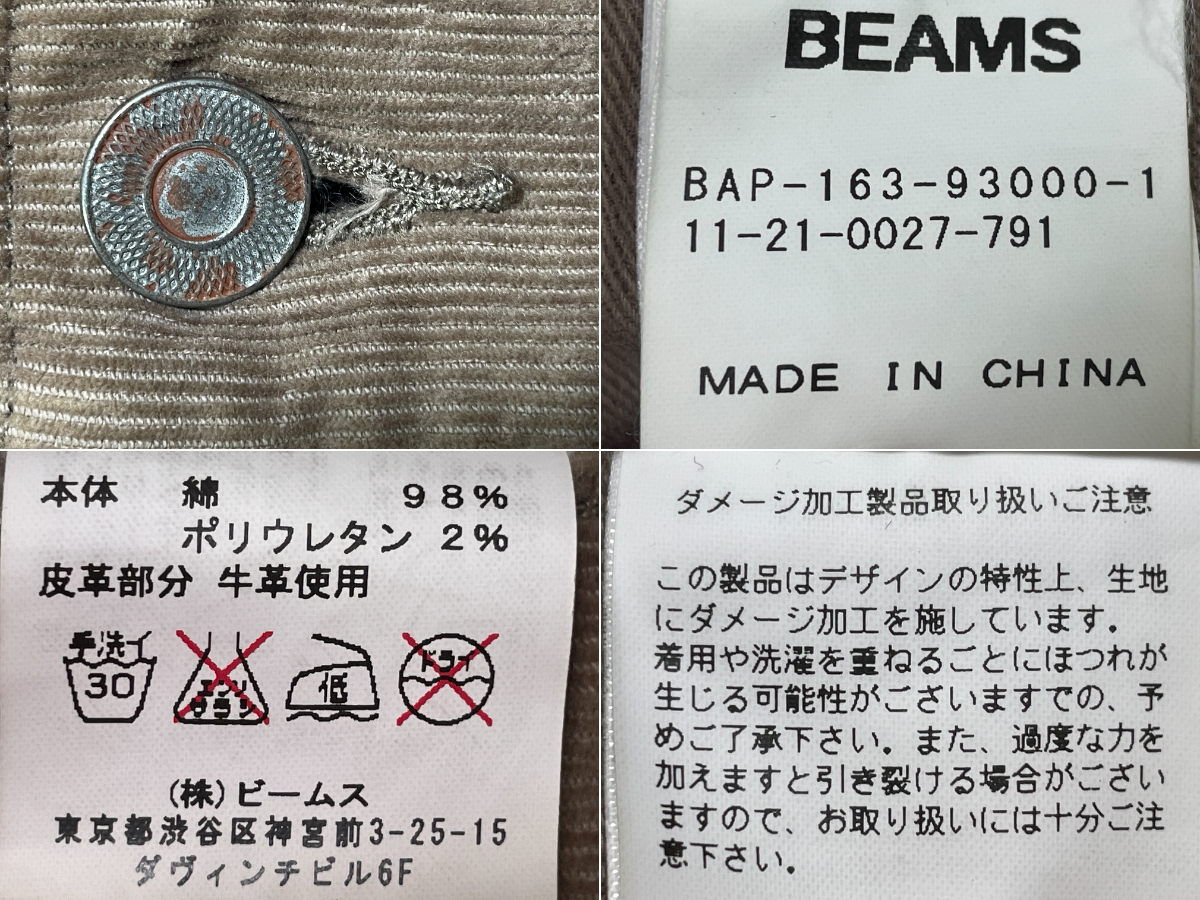 BEAMS
BAP-163-93000-1
11-21-0027-791
MADE IN CHINA
本体 綿 98%
ポリウレタン 2%
皮革部分 牛革使用
手洗イ
30
エンソ
サラシ
低
ドライ
(株)ビームス
東京都渋谷区神宮前3-25-15
ダヴィンチビル6F
ダメージ加工製品取り扱いご注意
この製品はデザインの特性上、生地
にダメージ加工を施しています。
着用や洗濯を重ねるごとにほつれが
生じる可能性がございますでの、予
めご了承下さい。また、過度な力を
加えますと引き裂ける場合がござい
ますので、お取り扱いには十分ご注
意下さい。